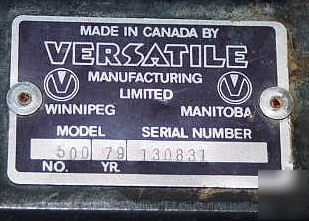 MADE IN CANADA BY
VERSATILE
MANUFACTURING
LIMITED
WINNIPEG MANITOBA
MODEL SERIAL NUMBER
500 79 130831
NO. YR.